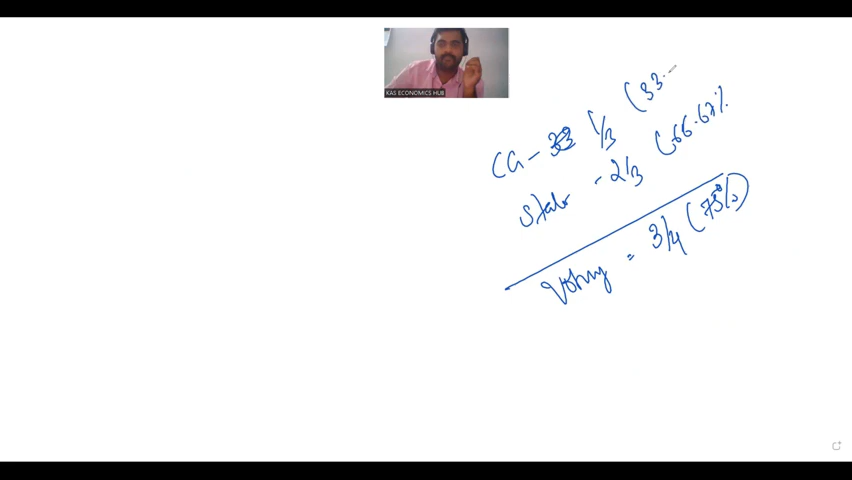 KAS ECONOMICS HUB
CG - 33 1/3 (33.
State - 2/3 (66.67%
Voting = 3/4 (75%)